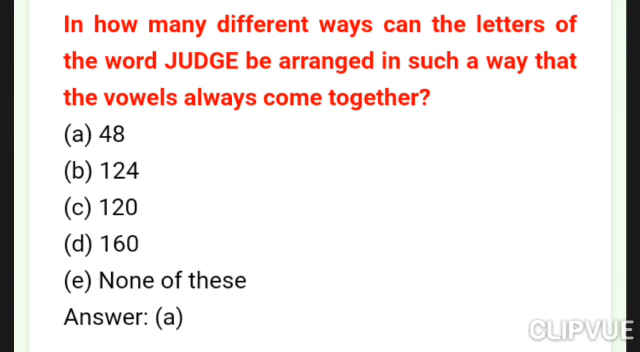 In how many different ways can the letters of
the word JUDGE be arranged in such a way that
the vowels always come together?
(a) 48
(b) 124
(c) 120
(d) 160
(e) None of these
Answer: (a)
CLIPVUE